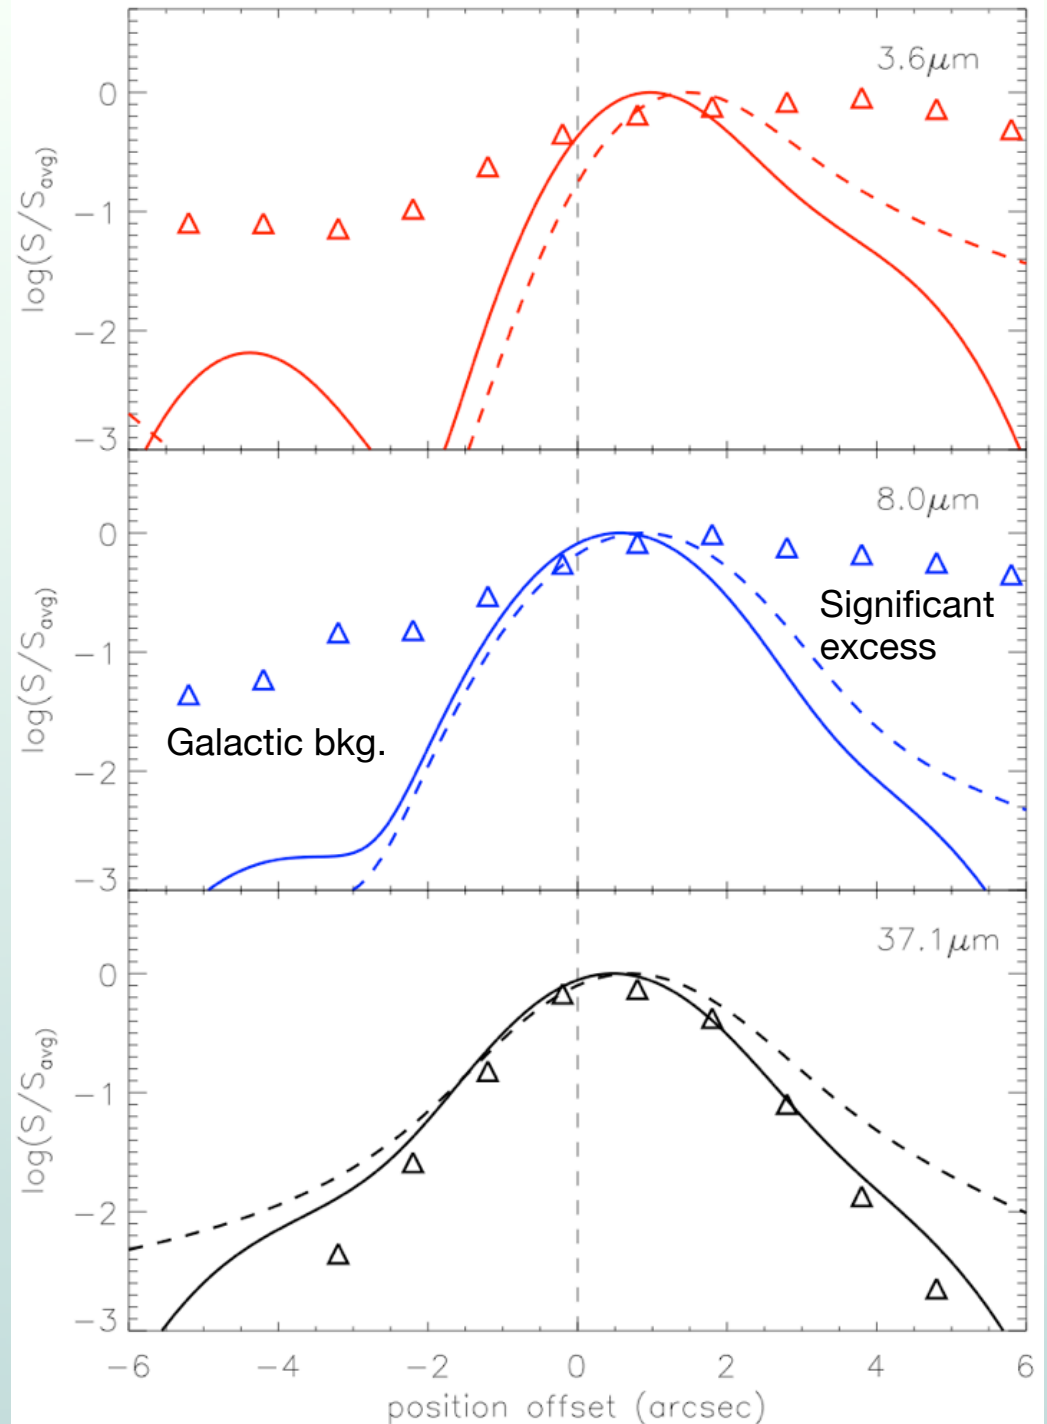 3.6μm
0
−1
−2
−3
log(S/Savg)
8.0μm
0
−1
−2
−3
log(S/Savg)
Significant
excess
Galactic bkg.
37.1μm
0
−1
−2
−3
log(S/Savg)
−6 −4 −2 0 2 4 6
position offset (arcsec)